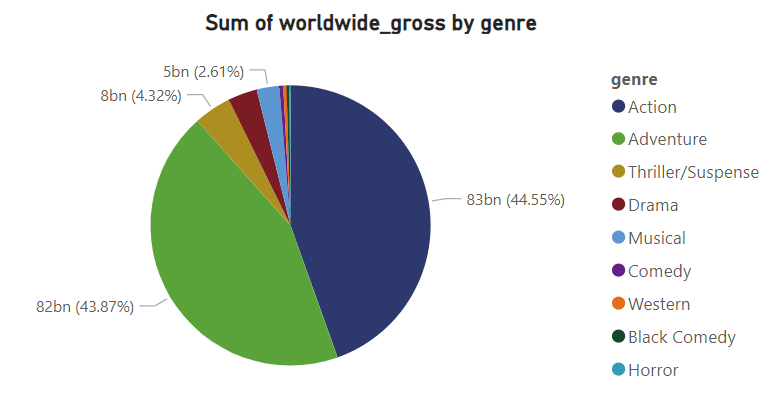 Sum of worldwide_gross by genre
5bn (2.61%)
8bn (4.32%)
83bn (44.55%)
82bn (43.87%)
genre
Action
Adventure
Thriller/Suspense
Drama
Musical
Comedy
Western
Black Comedy
Horror